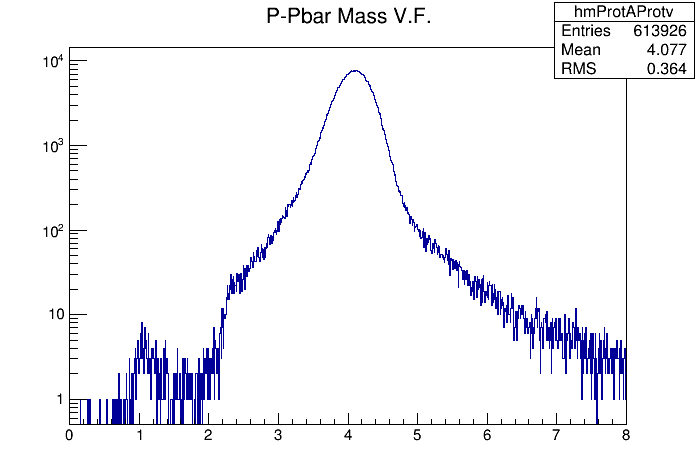 P-Pbar Mass V.F.
hmProtAProtv
Entries 613926
Mean 4.077
RMS 0.364
10^4
10^3
10^2
10
1
0 1 2 3 4 5 6 7 8